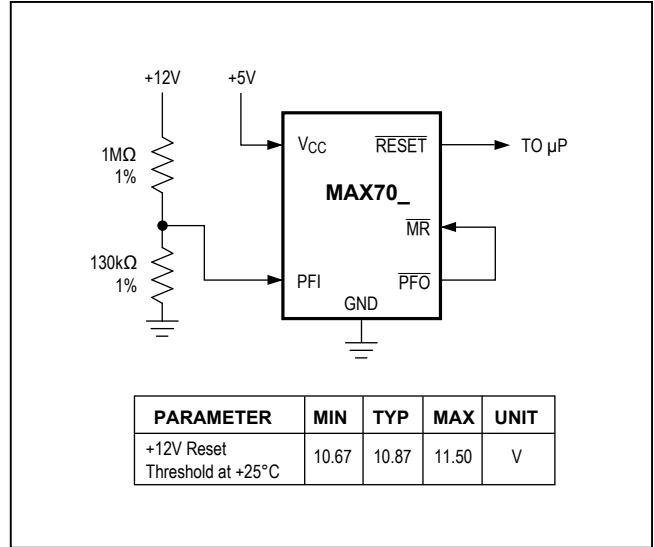 +12V
+5V
1MΩ
1%
130kΩ
1%
VCC
RESET
TO µP
MAX70_
MR
PFI
PFO
GND
PARAMETER MIN TYP MAX UNIT
+12V Reset
Threshold at +25°C 10.67 10.87 11.50 V